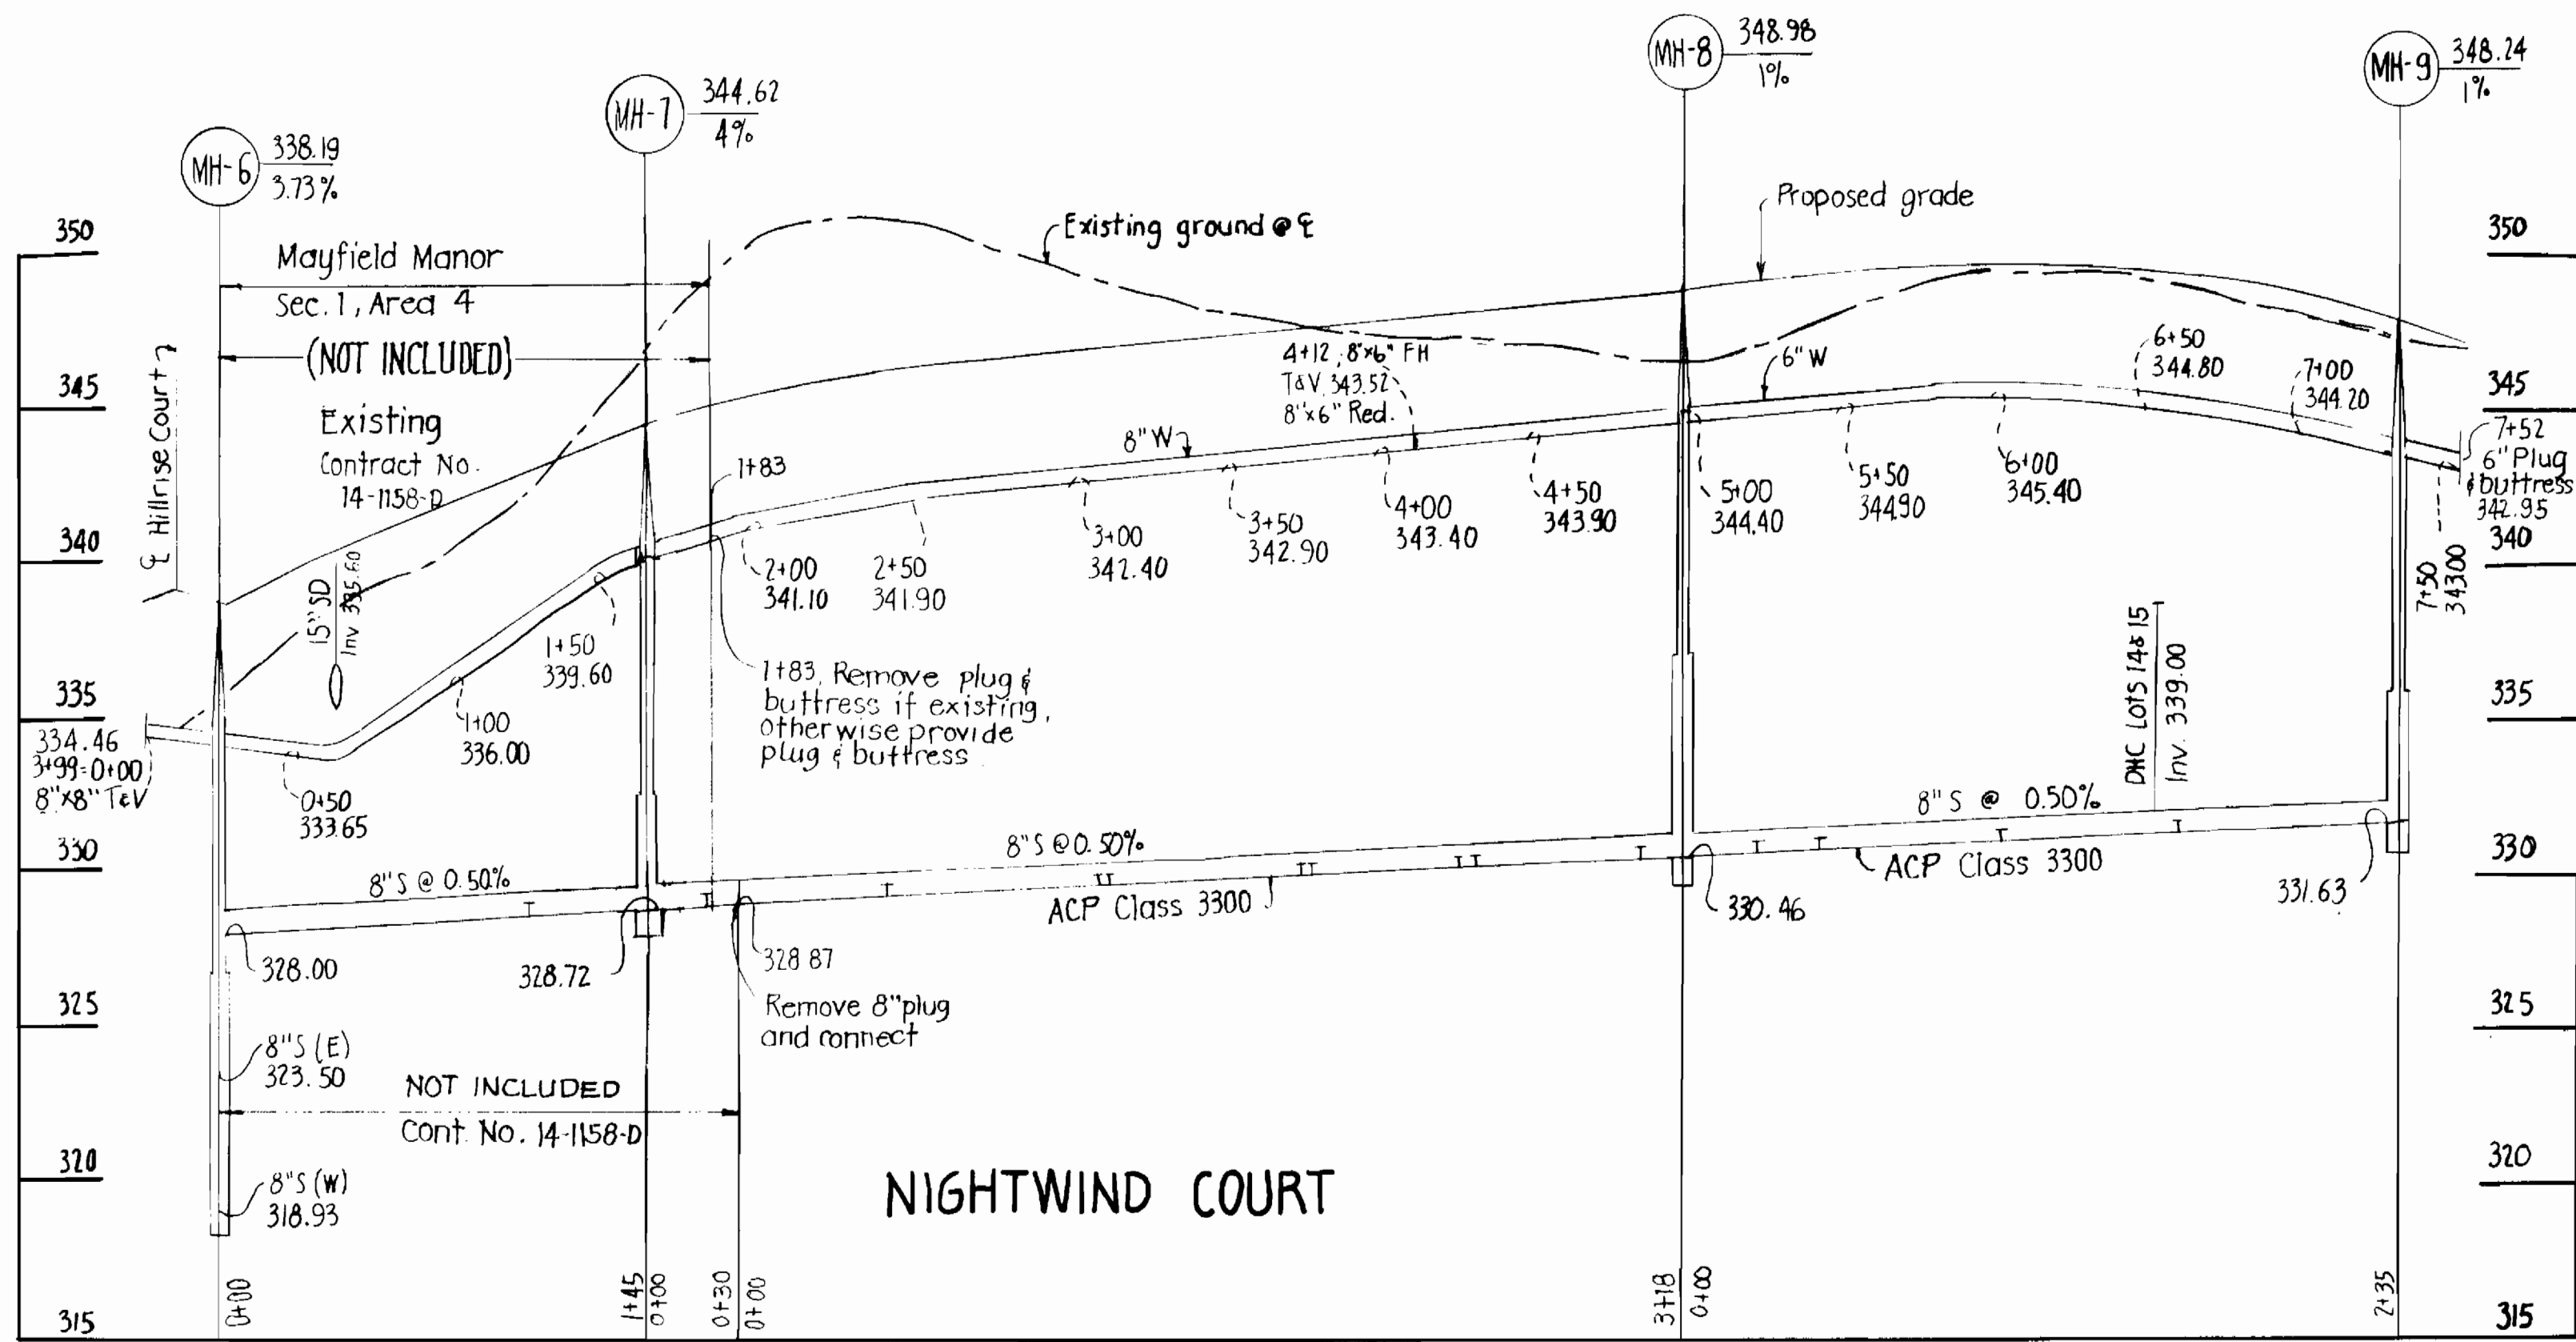 MH-6
338.19
3.73%
MH-7
344.62
4%
MH-8
348.98
1%
MH-9
348.24
1%
350
345
340
335
330
325
320
315
350
345
340
335
330
325
320
315
Mayfield Manor
Sec. 1, Area 4
(NOT INCLUDED)
Existing
Contract No.
14-1158-D
℄ Hillrise Court
15" SD
Inv 335.60
Existing ground @ ℄
Proposed grade
4+12, 8"x6" FH
T&V 343.52
8"x6" Red.
8" W
6" W
6+50
344.80
7+00
344.20
7+52
6" Plug
& buttress
342.95
7+50
343.00
334.46
3+99=0+00
8"x8" T&V
0+50
333.65
1+00
336.00
1+50
339.60
1+83
2+00
341.10
2+50
341.90
3+00
342.40
3+50
342.90
4+00
343.40
4+50
343.90
5+00
344.40
5+50
344.90
6+00
345.40
1+83, Remove plug &
buttress if existing,
otherwise provide
plug & buttress
DHC Lots 14 & 15
Inv. 339.00
8" S @ 0.50%
8" S @ 0.50%
8" S @ 0.50%
ACP Class 3300
ACP Class 3300
328.00
328.72
328 87
330.46
331.63
Remove 8" plug
and connect
8" S (E)
323.50
NOT INCLUDED
Cont. No. 14-1158-D
8" S (W)
318.93
NIGHTWIND COURT
0+00
1+45
0+00
0+30
0+00
3+18
0+00
2+35